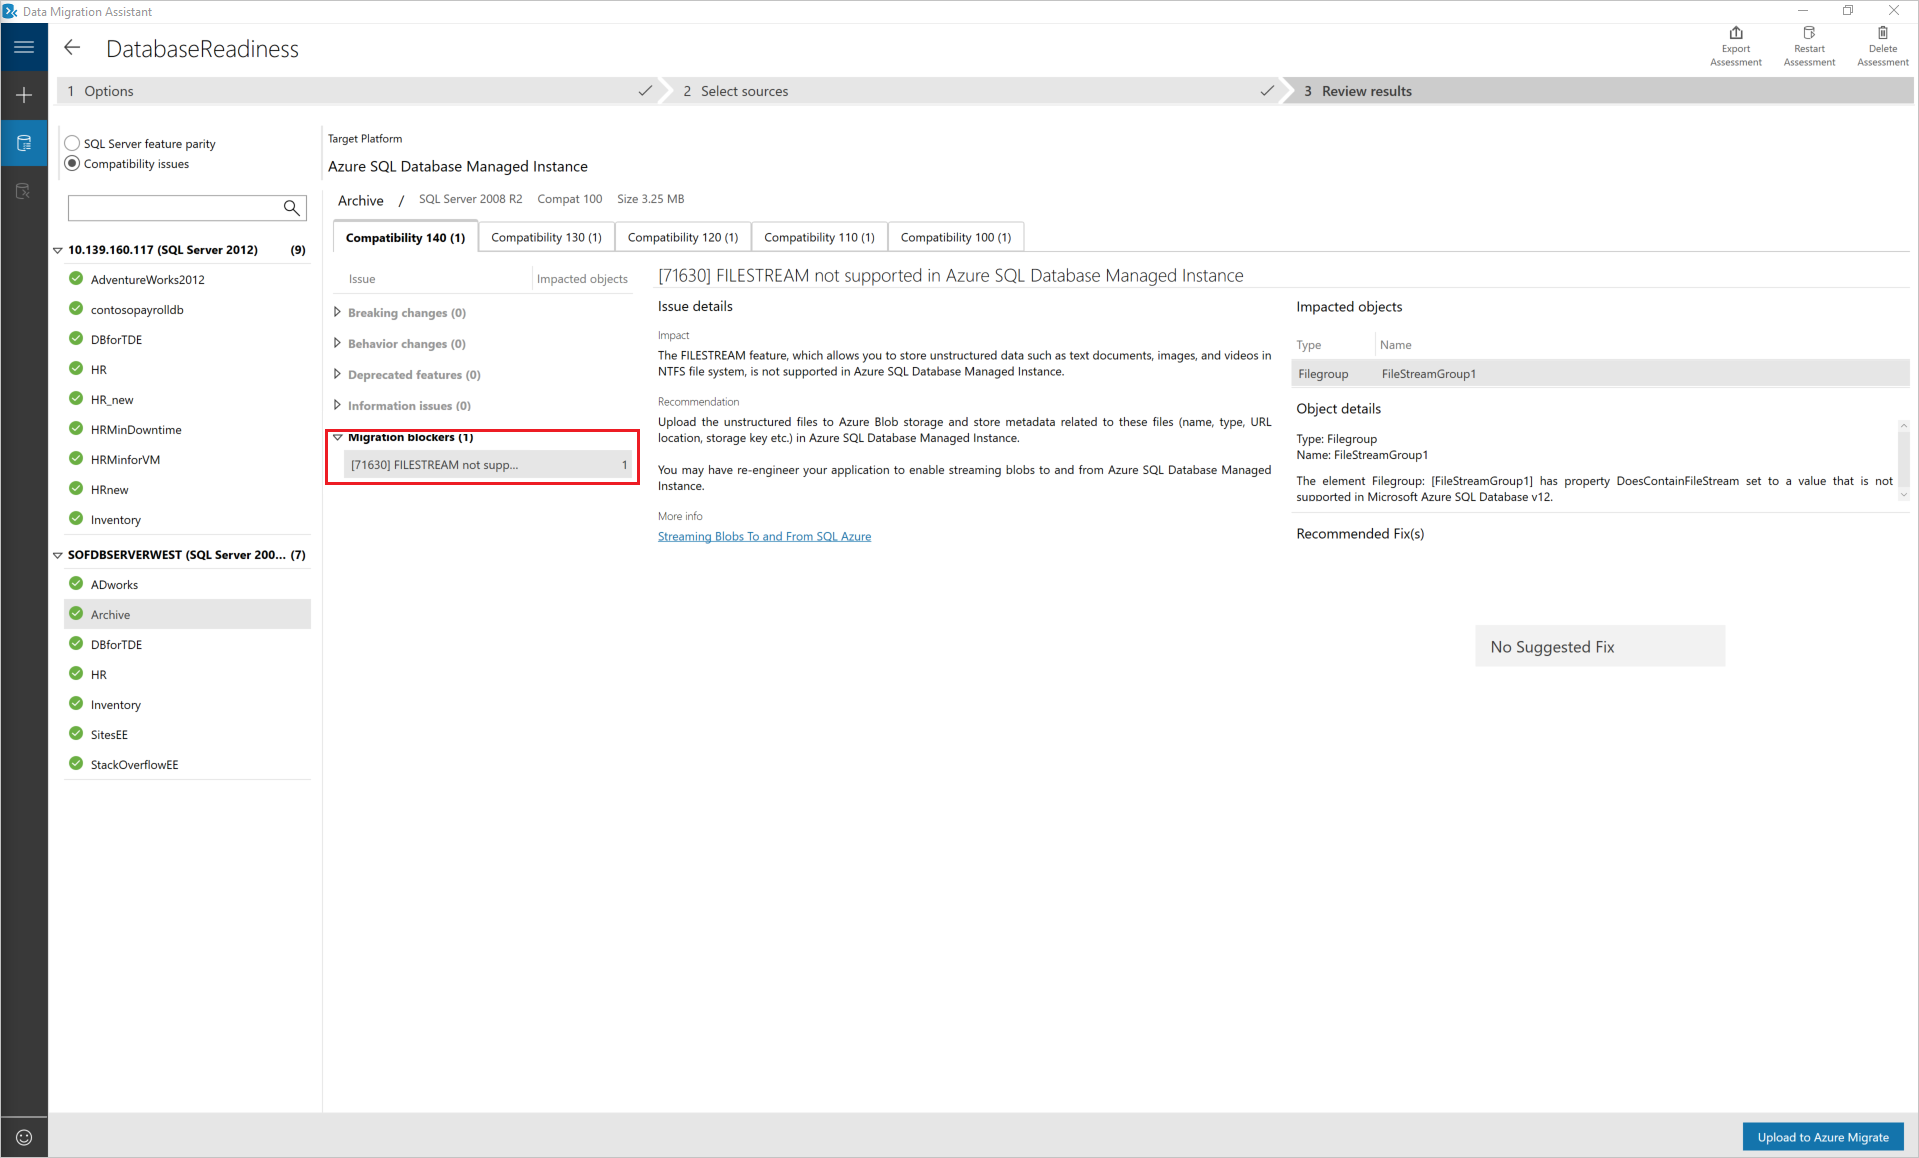 Data Migration Assistant
DatabaseReadiness
Export
Assessment
Restart
Assessment
Delete
Assessment
1 Options
2 Select sources
3 Review results
SQL Server feature parity
Compatibility issues
10.139.160.117 (SQL Server 2012) (9)
AdventureWorks2012
contosopayrolldb
DBforTDE
HR
HR_new
HRMinDowntime
HRMinforVM
HRnew
Inventory
SOFDBSERVERWEST (SQL Server 200... (7)
ADworks
Archive
DBforTDE
HR
Inventory
SitesEE
StackOverflowEE
Target Platform
Azure SQL Database Managed Instance
Archive / SQL Server 2008 R2 Compat 100 Size 3.25 MB
Compatibility 140 (1) Compatibility 130 (1) Compatibility 120 (1) Compatibility 110 (1) Compatibility 100 (1)
Issue Impacted objects
Breaking changes (0)
Behavior changes (0)
Deprecated features (0)
Information issues (0)
Migration blockers (1)
[71630] FILESTREAM not supp... 1
[71630] FILESTREAM not supported in Azure SQL Database Managed Instance
Issue details
Impact
The FILESTREAM feature, which allows you to store unstructured data such as text documents, images, and videos in
NTFS file system, is not supported in Azure SQL Database Managed Instance.
Recommendation
Upload the unstructured files to Azure Blob storage and store metadata related to these files (name, type, URL
location, storage key etc.) in Azure SQL Database Managed Instance.
You may have re-engineer your application to enable streaming blobs to and from Azure SQL Database Managed
Instance.
More info
Streaming Blobs To and From SQL Azure
Impacted objects
Type Name
Filegroup FileStreamGroup1
Object details
Type: Filegroup
Name: FileStreamGroup1
The element Filegroup: [FileStreamGroup1] has property DoesContainFileStream set to a value that is not
supported in Microsoft Azure SQL Database v12.
Recommended Fix(s)
No Suggested Fix
Upload to Azure Migrate